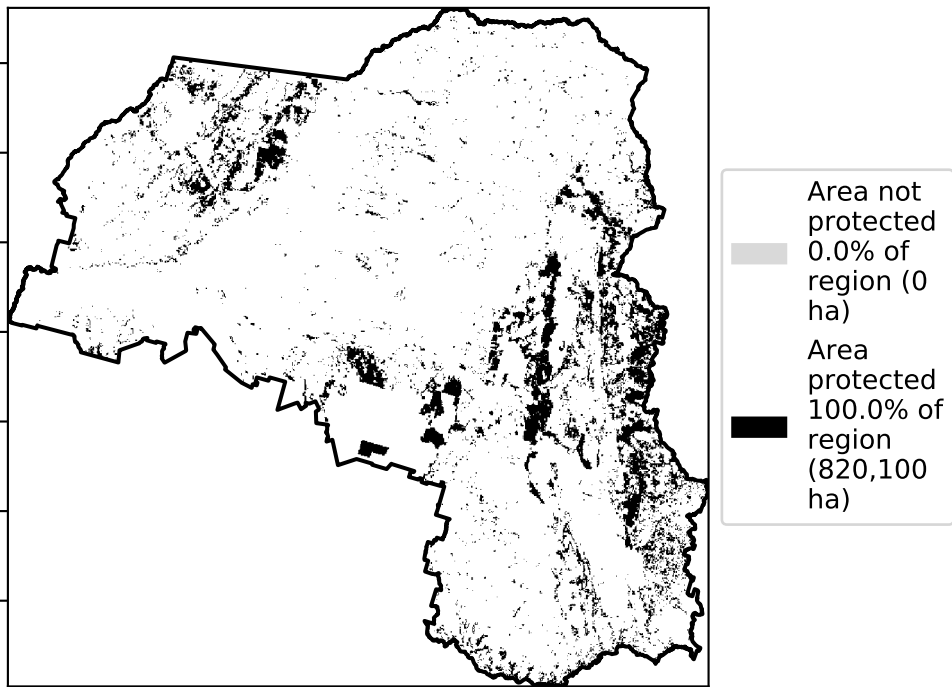 Area not
protected
0.0% of
region (0
ha)
Area
protected
100.0% of
region
(820,100
ha)